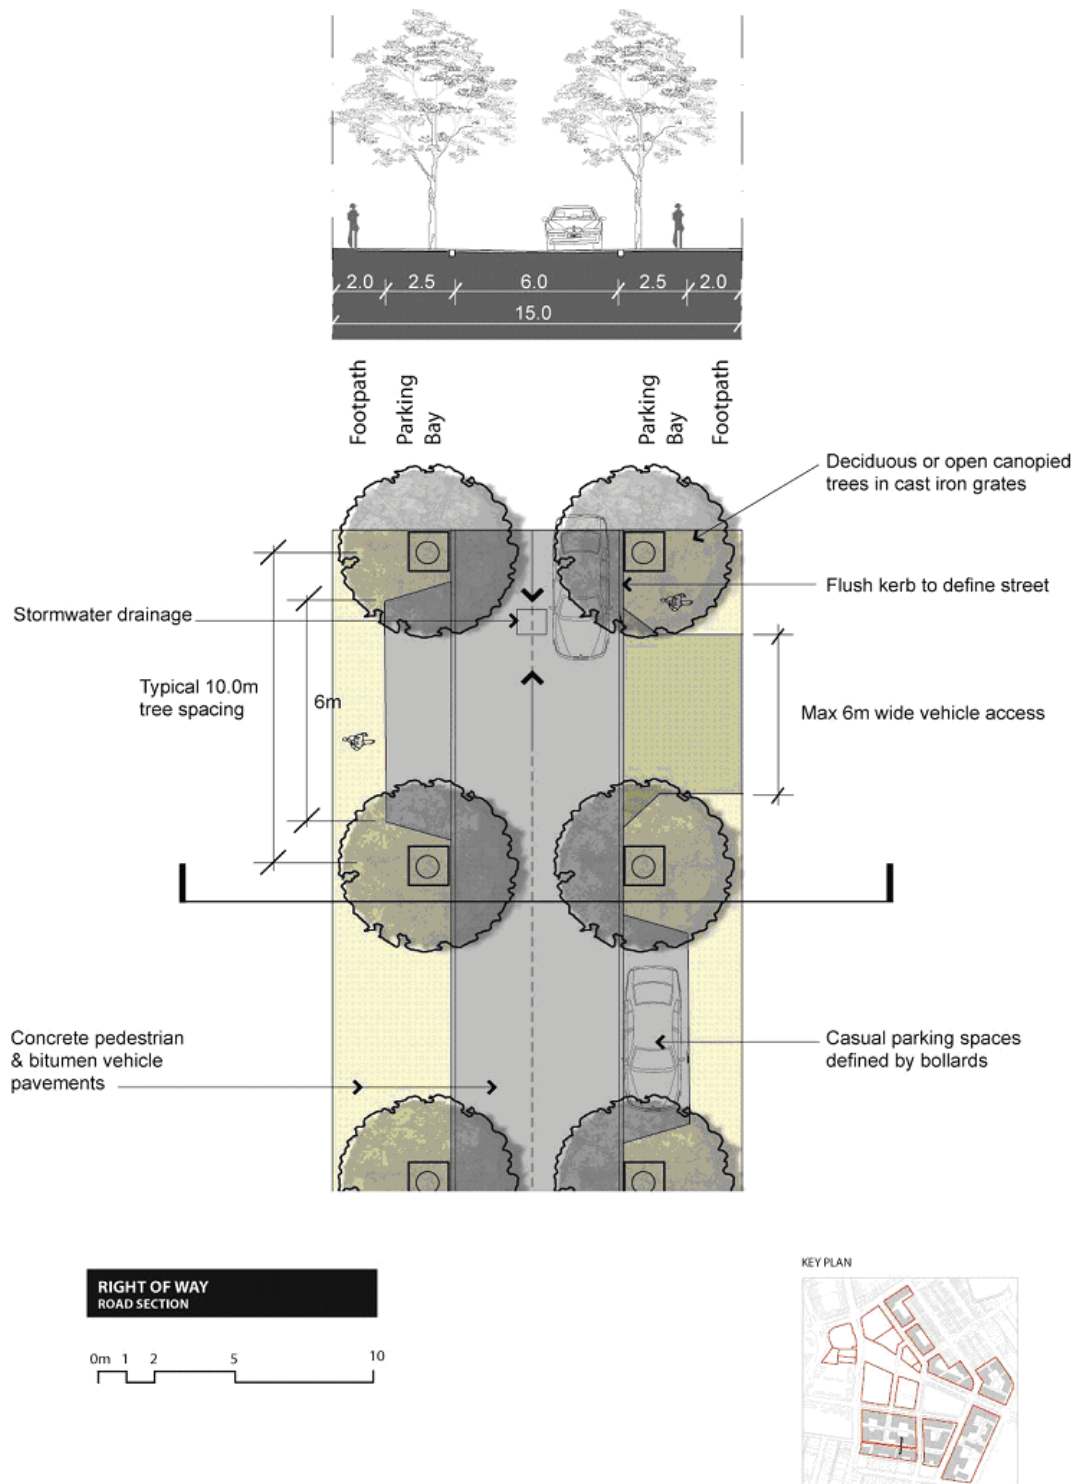 2.0 2.5 6.0 2.5 2.0
15.0
Footpath
Parking
Bay
Parking
Bay
Footpath
Deciduous or open canopied
trees in cast iron grates
Flush kerb to define street
Stormwater drainage
Typical 10.0m
tree spacing
6m
Max 6m wide vehicle access
Concrete pedestrian
& bitumen vehicle
pavements
Casual parking spaces
defined by bollards
RIGHT OF WAY
ROAD SECTION
0m 1 2 5 10
KEY PLAN